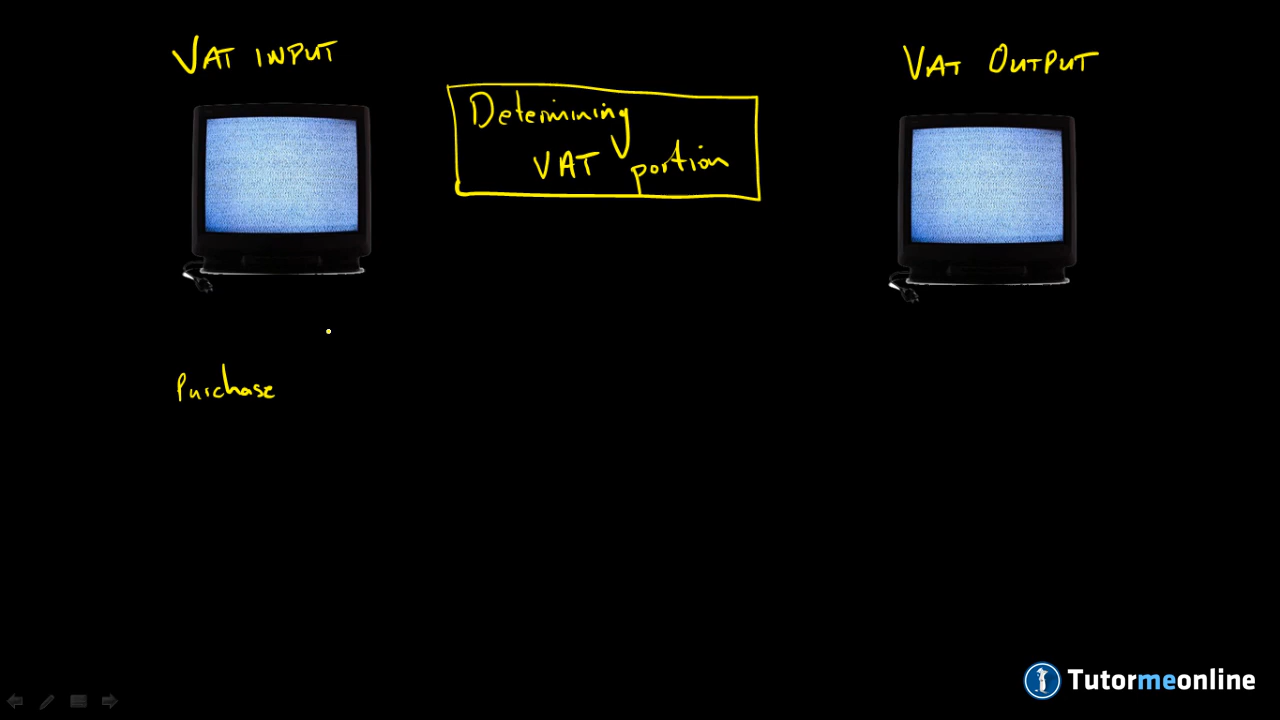 VAT INPUT
VAT OUTPUT
Determining
VAT portion
Purchase
Tutormeonline